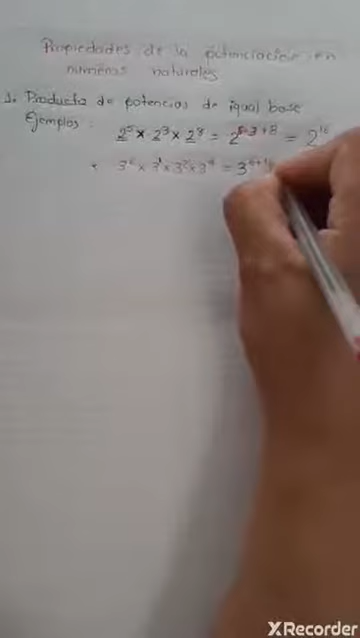 Propiedades de la potenciación en
números naturales
1. Producto de potencias de igual base
Ejemplos: 2⁵ × 2³ × 2⁸ = 2⁵⁺³⁺⁸ = 2¹⁶
XRecorder